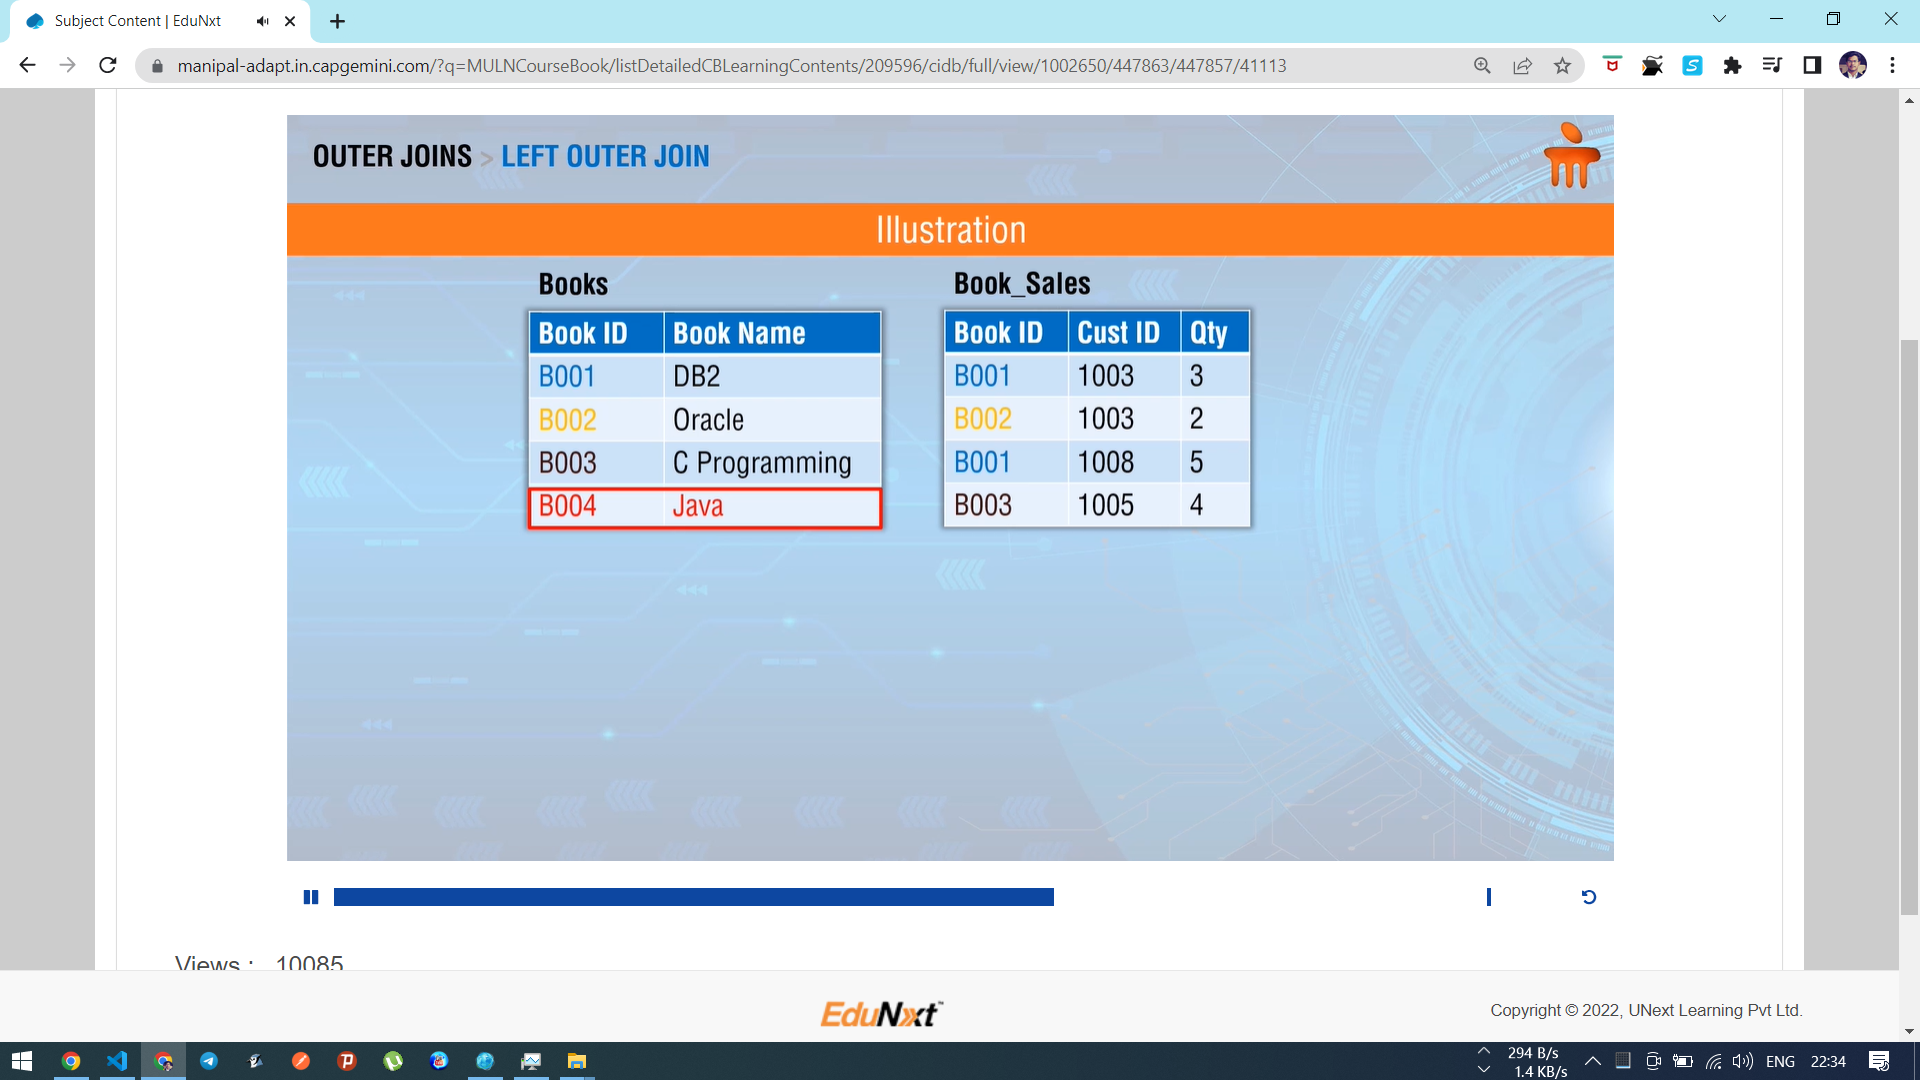 Subject Content | EduNxt
manipal-adapt.in.capgemini.com/?q=MULNCourseBook/listDetailedCBLearningContents/209596/cidb/full/view/1002650/447863/447857/41113
OUTER JOINS > LEFT OUTER JOIN
Illustration
Books
Book ID Book Name
B001 DB2
B002 Oracle
B003 C Programming
B004 Java
Book_Sales
Book ID Cust ID Qty
B001 1003 3
B002 1003 2
B001 1008 5
B003 1005 4
Views : 10085
EduNxt
Copyright © 2022, UNext Learning Pvt Ltd.
294 B/s
1.4 KB/s
ENG 22:34